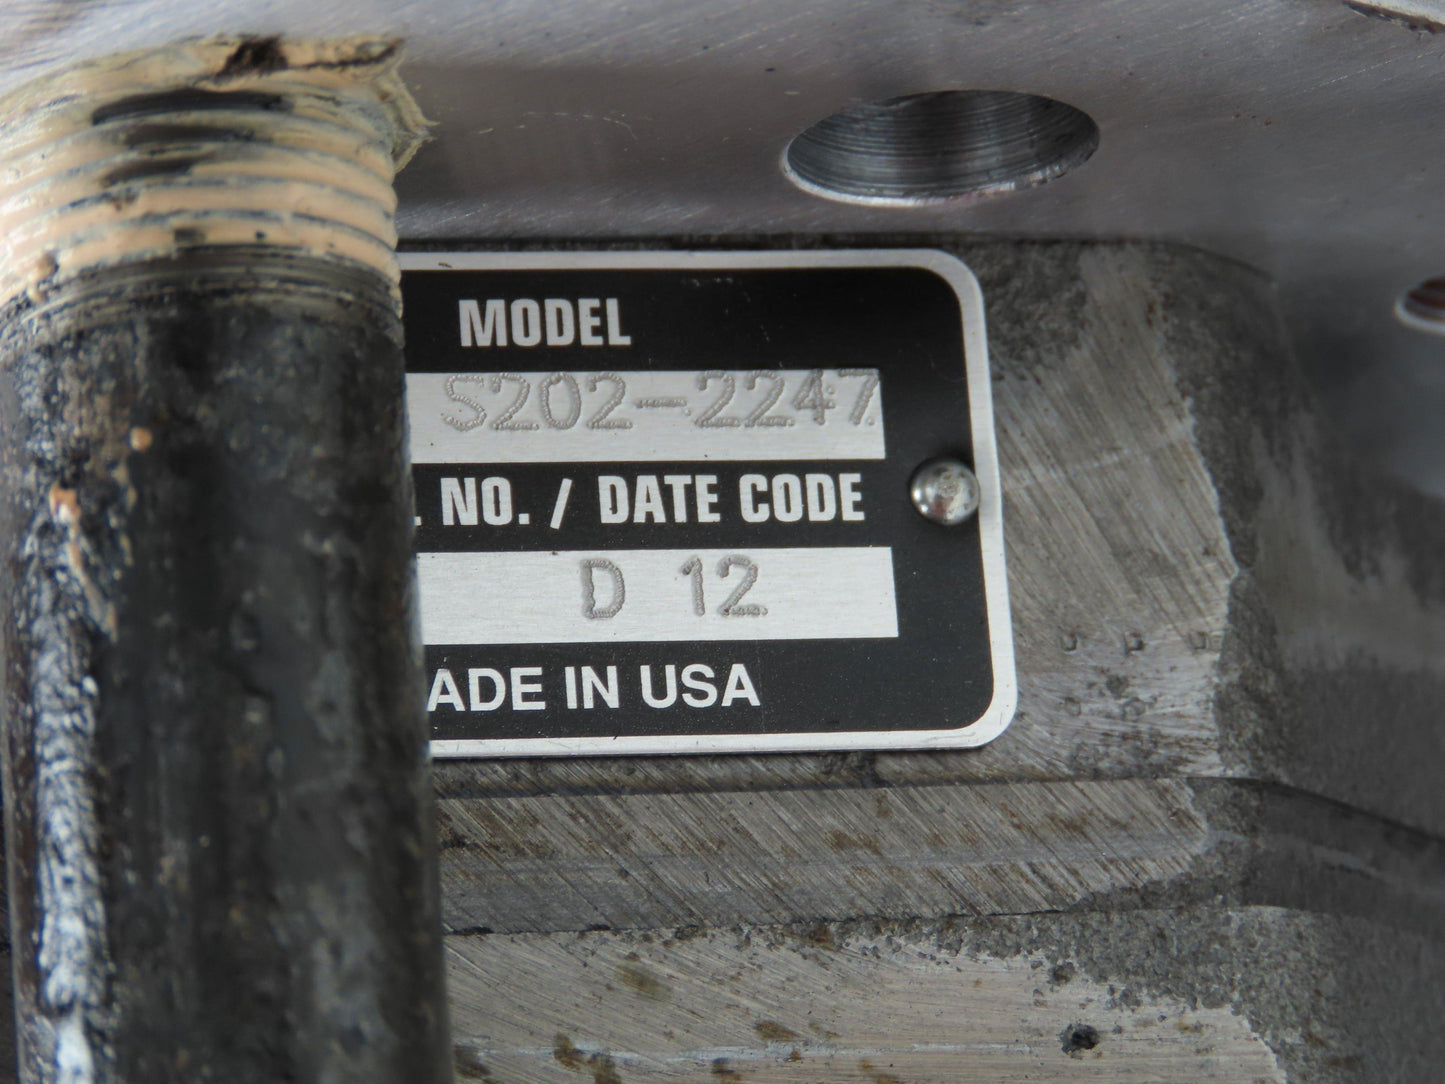 MODEL
S202-2247
. NO. / DATE CODE
D 12
ADE IN USA